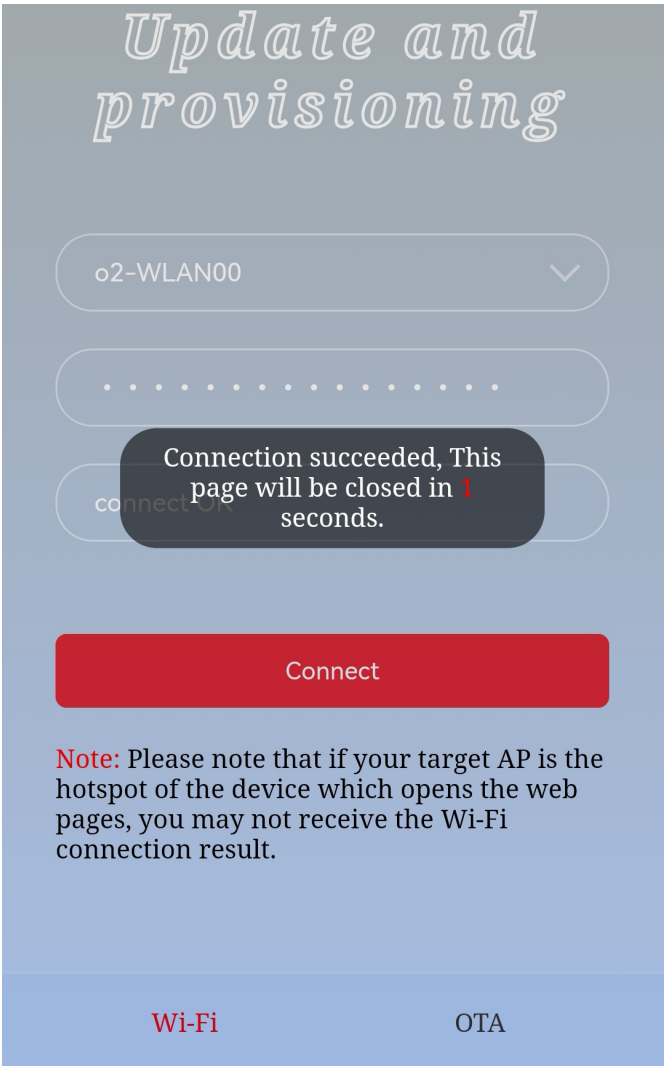 Update and
provisioning
o2-WLAN00
• • • • • • • • • • • • • • • •
Connection succeeded, This
page will be closed in 1
seconds.
connect OK
Connect
Note: Please note that if your target AP is the
hotspot of the device which opens the web
pages, you may not receive the Wi-Fi
connection result.
Wi-Fi
OTA